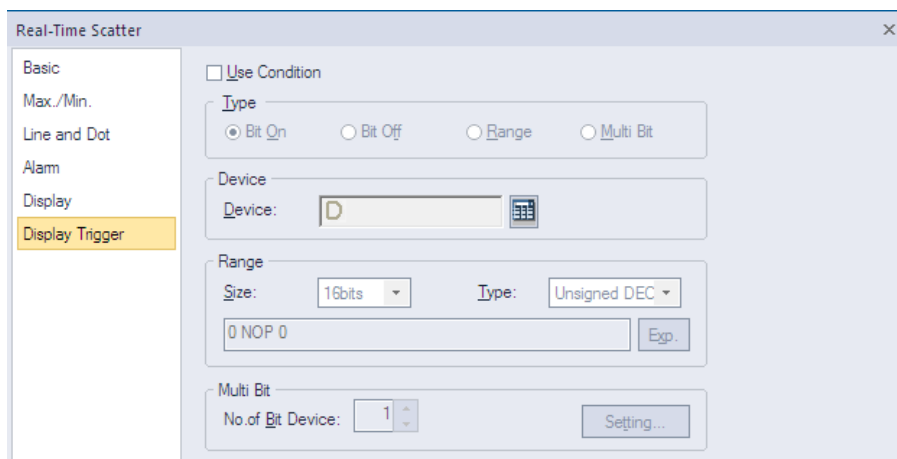 Real-Time Scatter
Basic
Max./Min.
Line and Dot
Alarm
Display
Display Trigger
Use Condition
Type
Bit On Bit Off Range Multi Bit
Device
Device: D
Range
Size: 16bits Type: Unsigned DEC
0 NOP 0 Exp.
Multi Bit
No.of Bit Device: 1 Setting...